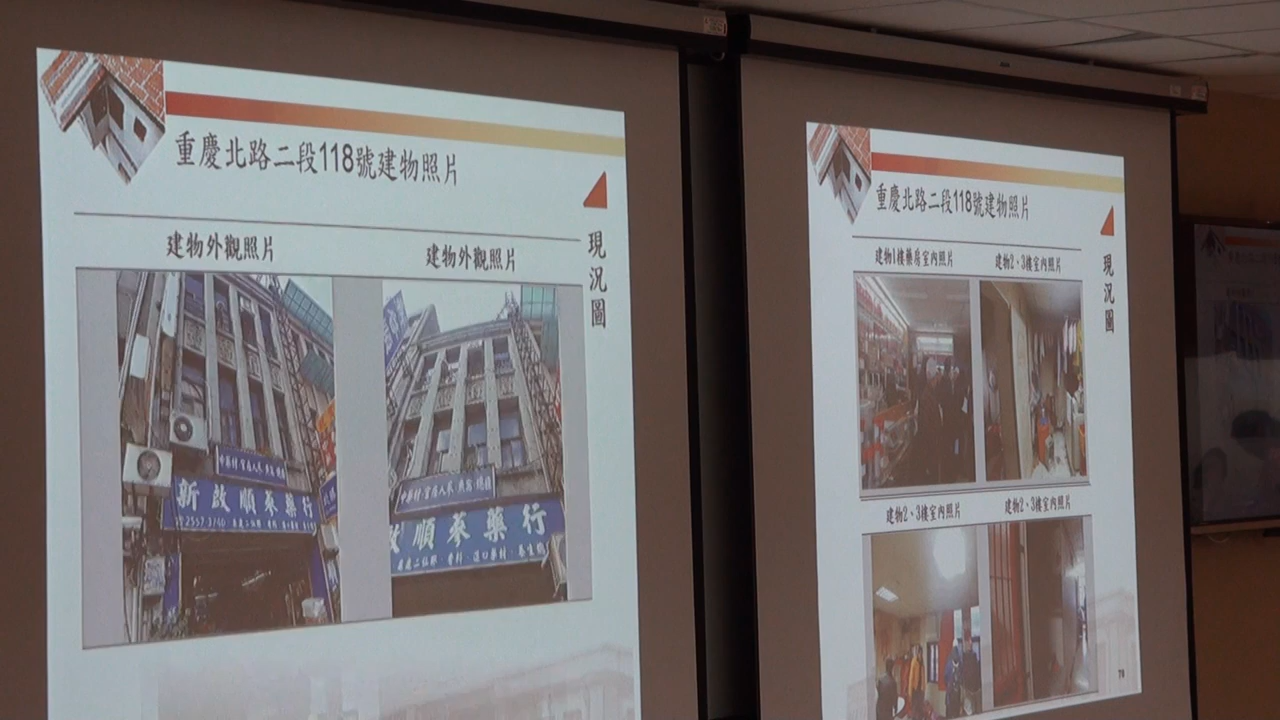 重慶北路二段118號建物照片
現況圖
建物外觀照片
建物外觀照片
新啟順蔘藥行
順蔘藥行
重慶北路二段118號建物照片
現況圖
建物1樓藥房室內照片
建物2、3樓室內照片
建物2、3樓室內照片
建物2、3樓室內照片